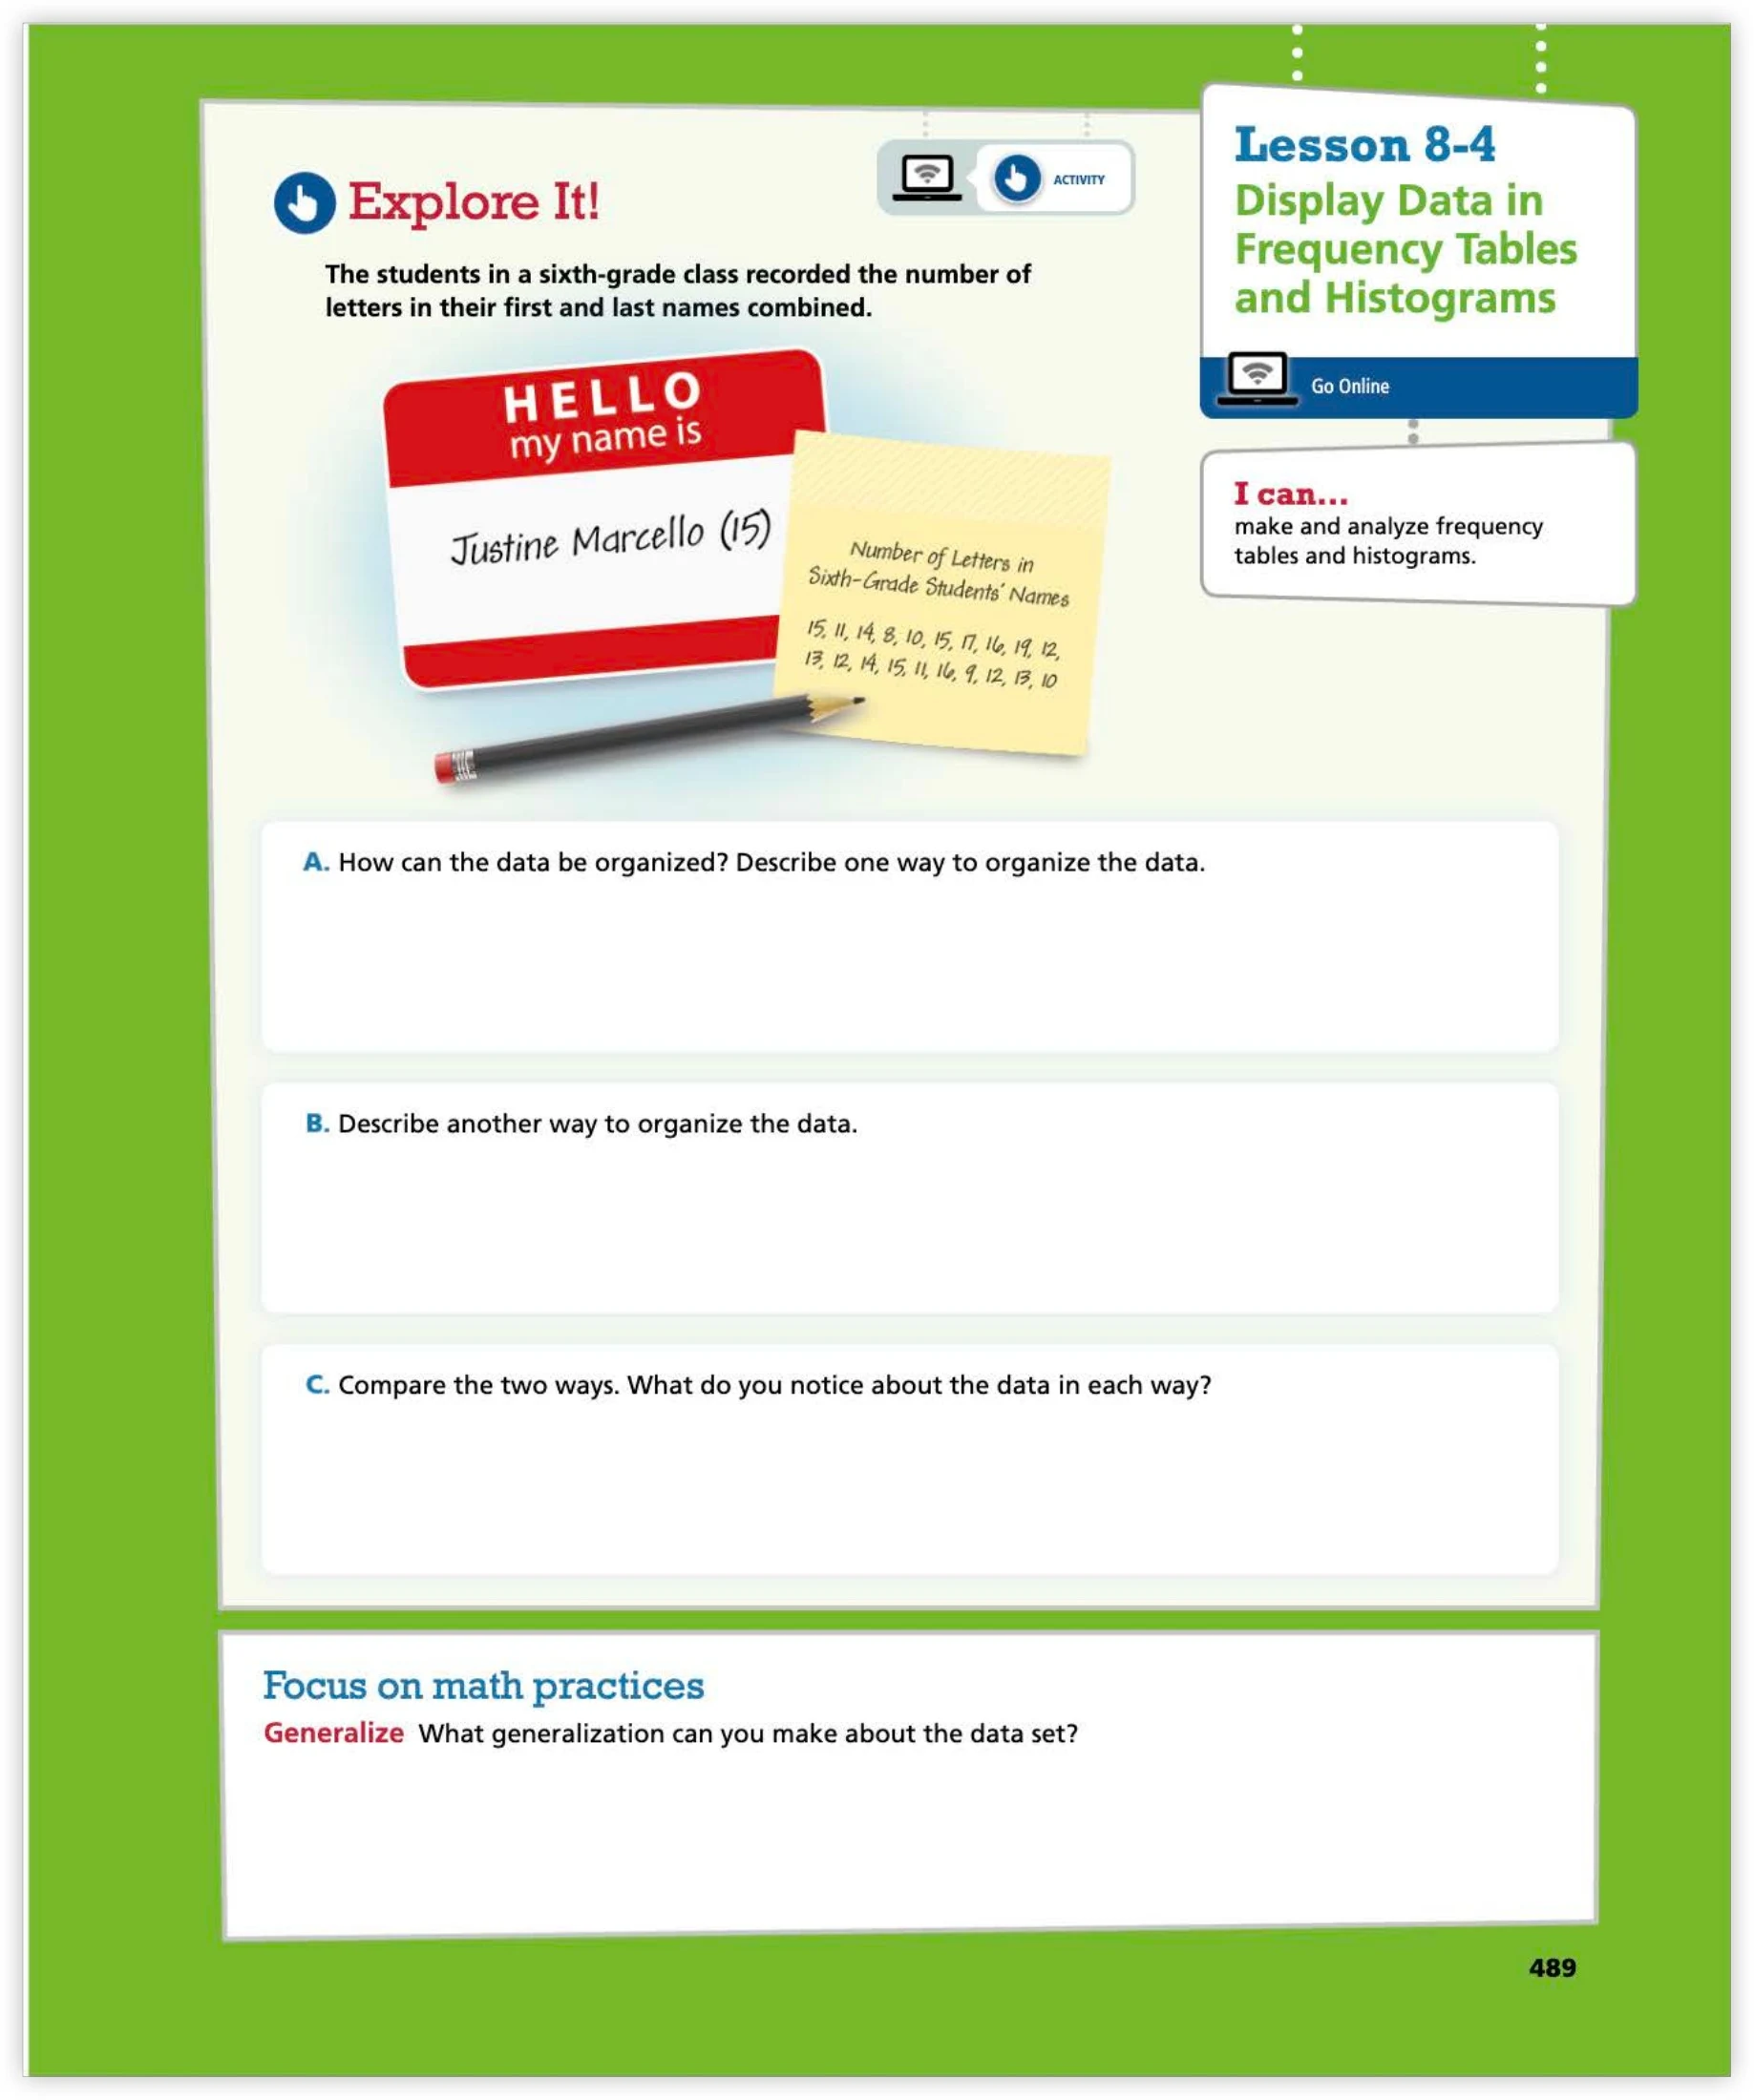 Lesson 8-4
Display Data in
Frequency Tables
and Histograms
Go Online
I can...
make and analyze frequency
tables and histograms.
Explore It!
ACTIVITY
The students in a sixth-grade class recorded the number of
letters in their first and last names combined.
HELLO
my name is
Justine Marcello (15)
Number of Letters in
Sixth-Grade Students' Names
15, 11, 14, 8, 10, 15, 17, 16, 19, 12,
13, 12, 14, 15, 11, 16, 9, 12, 13, 10
A. How can the data be organized? Describe one way to organize the data.
B. Describe another way to organize the data.
C. Compare the two ways. What do you notice about the data in each way?
Focus on math practices
Generalize What generalization can you make about the data set?
489